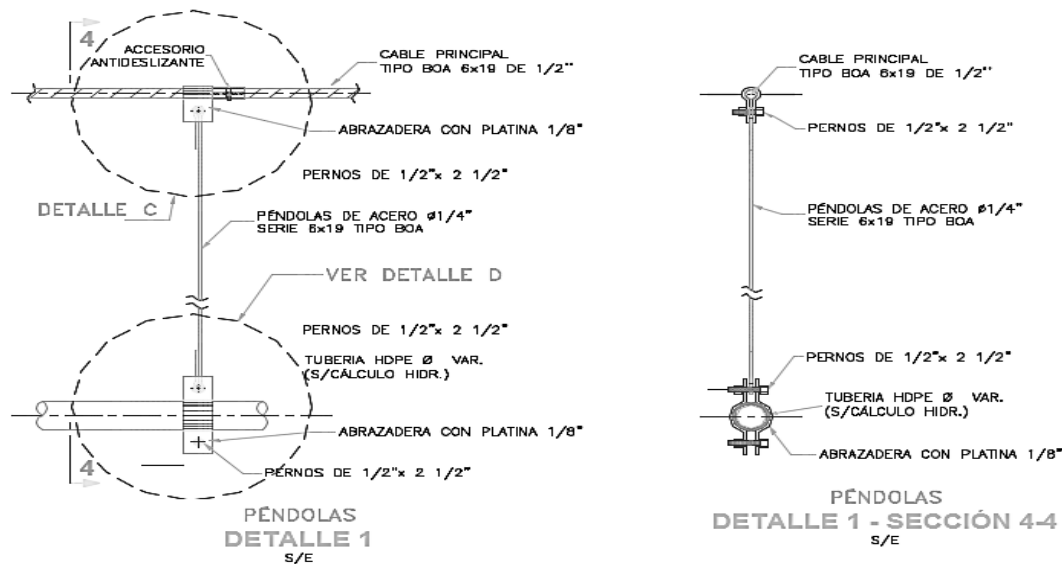 4
ACCESORIO
ANTIDESLIZANTE
CABLE PRINCIPAL
TIPO BOA 6x19 DE 1/2"
ABRAZADERA CON PLATINA 1/8"
PERNOS DE 1/2"x 2 1/2"
DETALLE C
PÉNDOLAS DE ACERO ø1/4"
SERIE 6x19 TIPO BOA
VER DETALLE D
PERNOS DE 1/2"x 2 1/2"
TUBERIA HDPE Ø VAR.
(S/CÁLCULO HIDR.)
ABRAZADERA CON PLATINA 1/8"
4
PERNOS DE 1/2"x 2 1/2"
PÉNDOLAS
DETALLE 1
S/E
CABLE PRINCIPAL
TIPO BOA 6x19 DE 1/2"
PERNOS DE 1/2"x 2 1/2"
PÉNDOLAS DE ACERO ø1/4"
SERIE 6x19 TIPO BOA
PERNOS DE 1/2"x 2 1/2"
TUBERIA HDPE Ø VAR.
(S/CÁLCULO HIDR.)
ABRAZADERA CON PLATINA 1/8"
PÉNDOLAS
DETALLE 1 - SECCIÓN 4-4
S/E